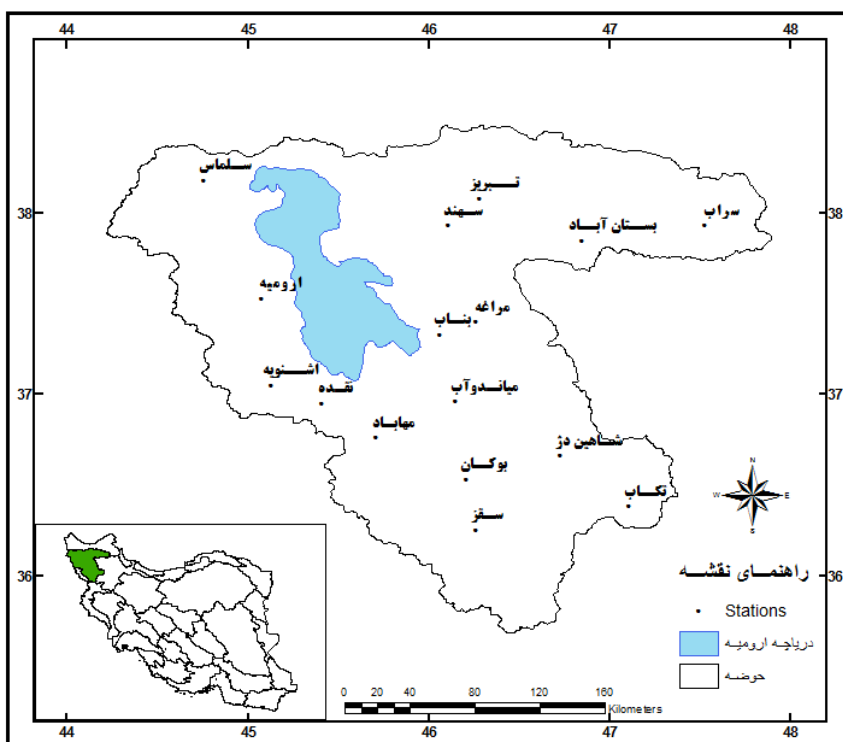 44 45 46 47 48
سلماس
تبریز
38 سهند سراب 38
بستان آباد
ارومیه
مراغه
بناب
اشنویه
37 نقده میاندوآب 37
مهاباد
شاهین دژ
بوکان
تکاب
سقز
N
W E
S
36 36
راهنمای نقشه
Stations
دریاچه ارومیه
حوضه
0 20 40 80 120 160
Kilometers
44 45 46 47 48